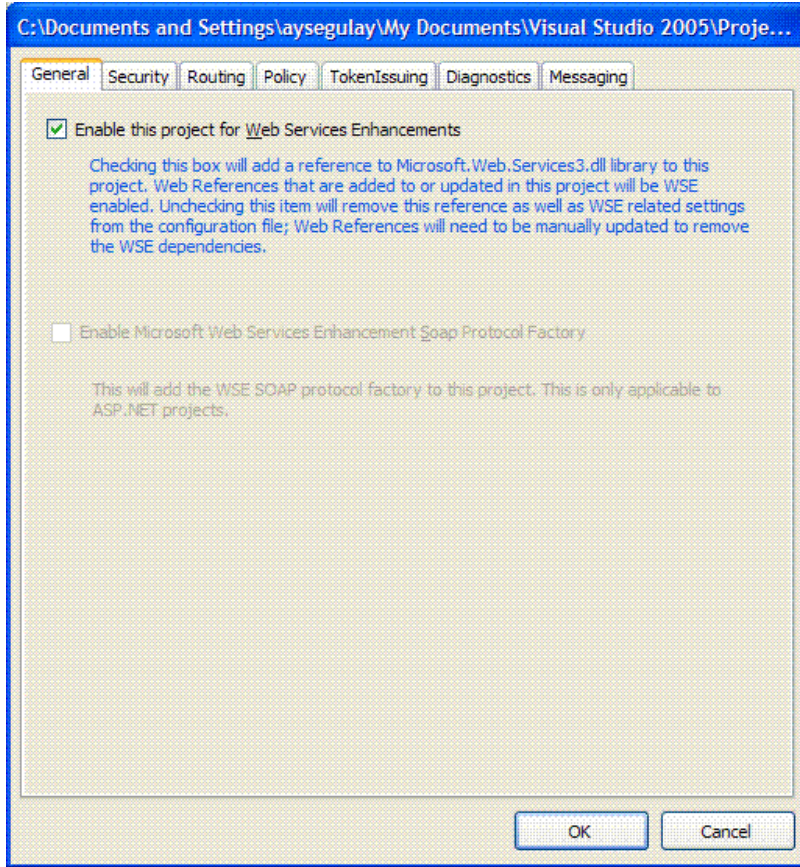 C:\Documents and Settings\aysegulay\My Documents\Visual Studio 2005\Proje...
General Security Routing Policy TokenIssuing Diagnostics Messaging
Enable this project for Web Services Enhancements
Checking this box will add a reference to Microsoft.Web.Services3.dll library to this
project. Web References that are added to or updated in this project will be WSE
enabled. Unchecking this item will remove this reference as well as WSE related settings
from the configuration file; Web References will need to be manually updated to remove
the WSE dependencies.
Enable Microsoft Web Services Enhancement Soap Protocol Factory
This will add the WSE SOAP protocol factory to this project. This is only applicable to
ASP.NET projects.
OK Cancel